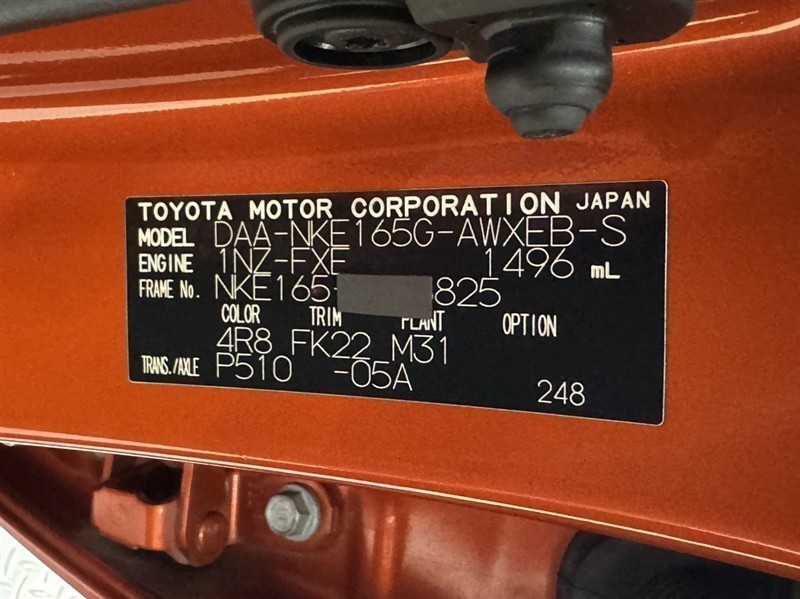 TOYOTA MOTOR CORPORATION JAPAN
MODEL DAA-NKE165G-AWXEB-S
ENGINE 1NZ-FXE 1496 mL
FRAME No. NKE165- 825
COLOR TRIM PLANT OPTION
4R8 FK22 M31
TRANS./AXLE P510 -05A
248